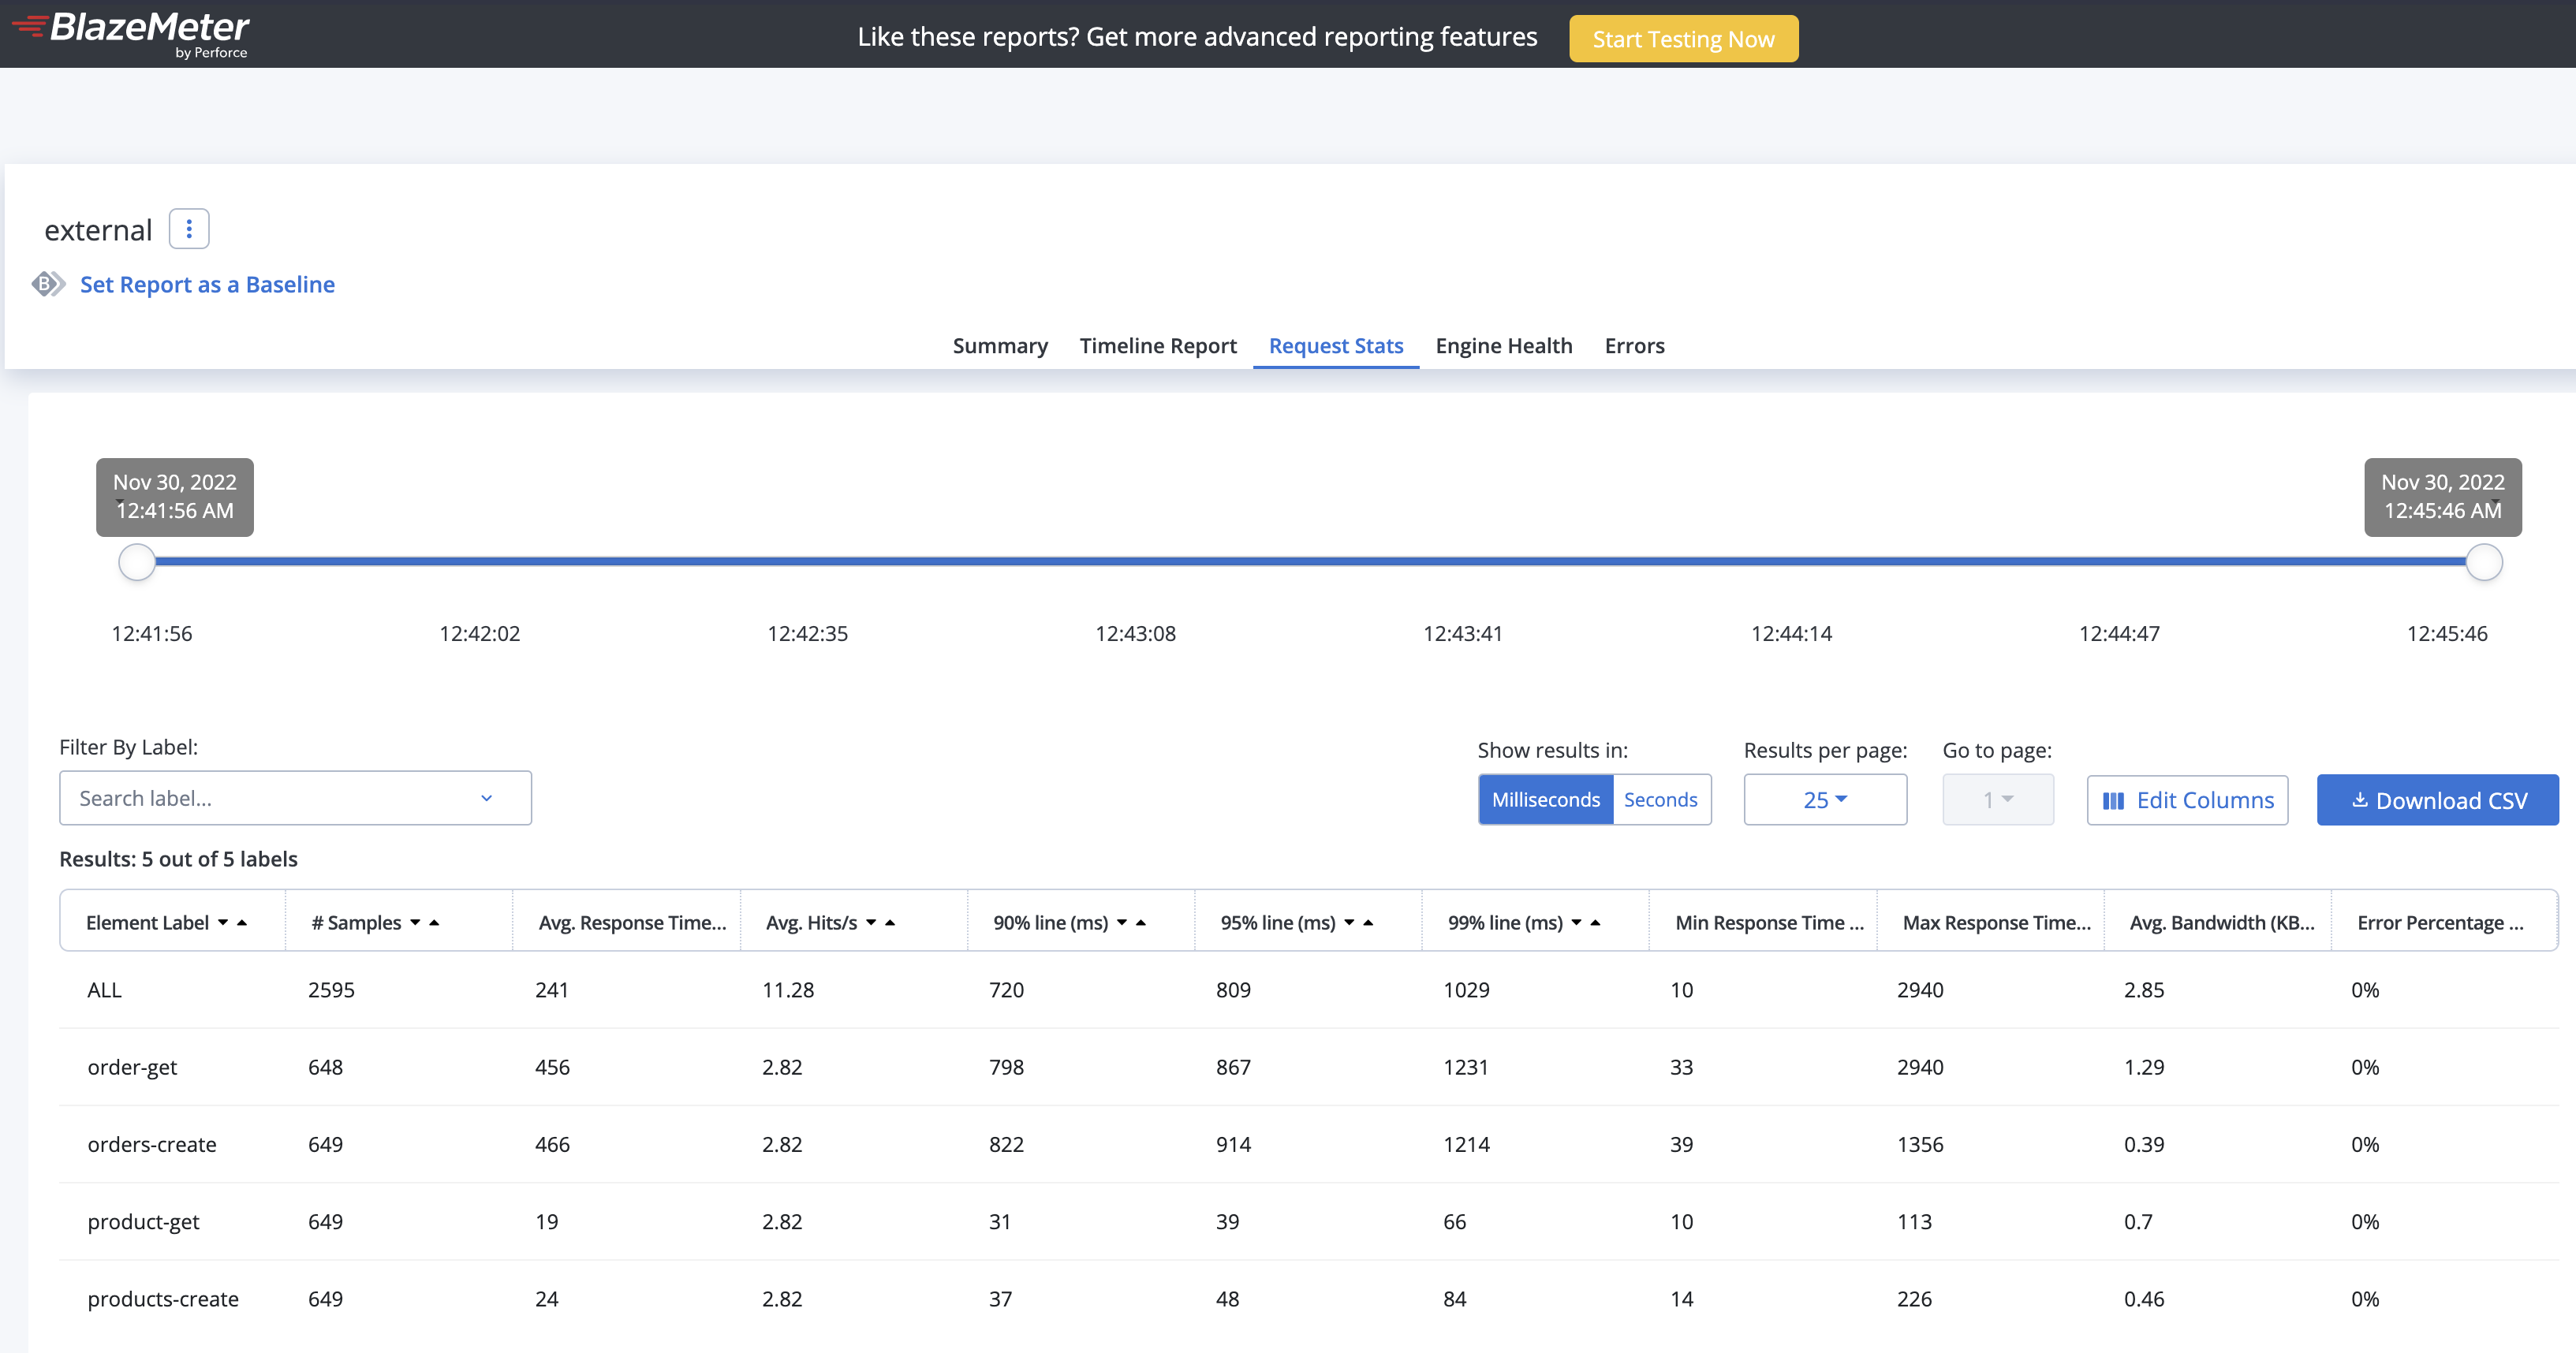 BlazeMeter
by Perforce
Like these reports? Get more advanced reporting features
Start Testing Now
external
B
Set Report as a Baseline
Summary
Timeline Report
Request Stats
Engine Health
Errors
Nov 30, 2022
12:41:56 AM
Nov 30, 2022
12:45:46 AM
12:41:56 12:42:02 12:42:35 12:43:08 12:43:41 12:44:14 12:44:47 12:45:46
Filter By Label:
Search label...
Show results in:
Milliseconds Seconds
Results per page:
25
Go to page:
1
Edit Columns
Download CSV
Results: 5 out of 5 labels
Element Label # Samples Avg. Response Time... Avg. Hits/s 90% line (ms) 95% line (ms) 99% line (ms) Min Response Time ... Max Response Time... Avg. Bandwidth (KB... Error Percentage ...
ALL 2595 241 11.28 720 809 1029 10 2940 2.85 0%
order-get 648 456 2.82 798 867 1231 33 2940 1.29 0%
orders-create 649 466 2.82 822 914 1214 39 1356 0.39 0%
product-get 649 19 2.82 31 39 66 10 113 0.7 0%
products-create 649 24 2.82 37 48 84 14 226 0.46 0%